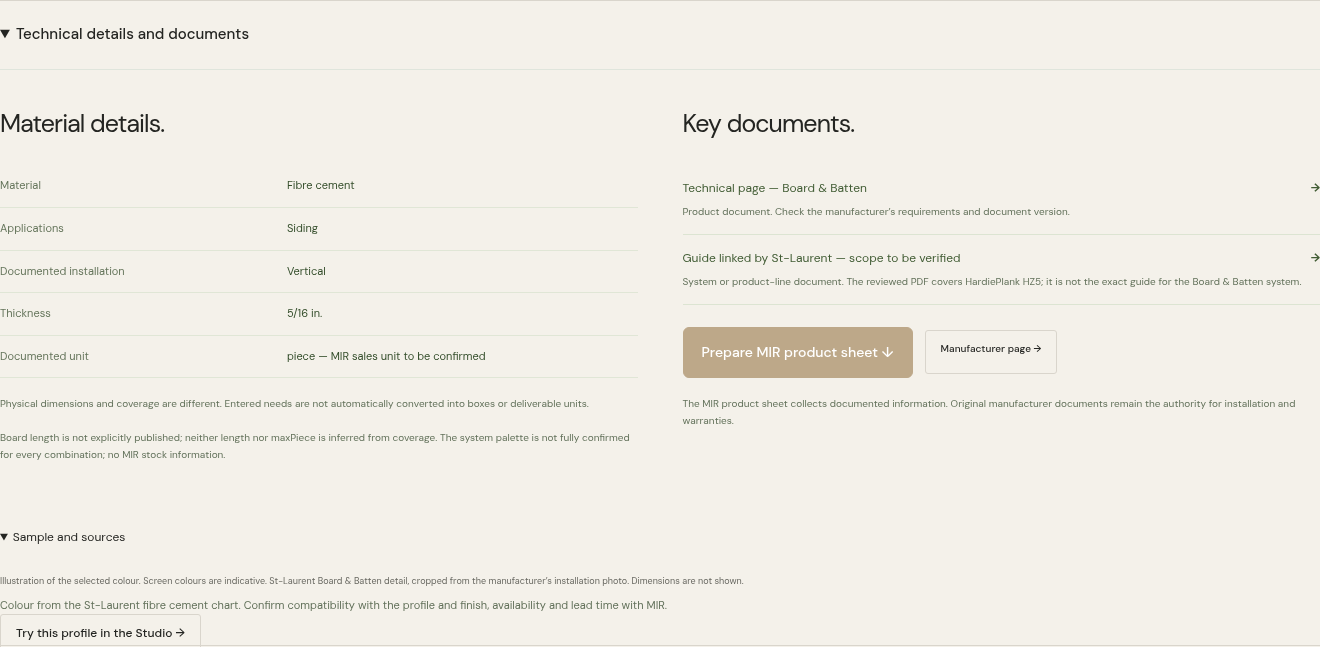 ▼ Technical details and documents
Material details.
Material Fibre cement
Applications Siding
Documented installation Vertical
Thickness 5/16 in.
Documented unit piece — MIR sales unit to be confirmed
Physical dimensions and coverage are different. Entered needs are not automatically converted into boxes or deliverable units.
Board length is not explicitly published; neither length nor maxPiece is inferred from coverage. The system palette is not fully confirmed
for every combination; no MIR stock information.
Key documents.
Technical page — Board & Batten →
Product document. Check the manufacturer's requirements and document version.
Guide linked by St-Laurent — scope to be verified →
System or product-line document. The reviewed PDF covers HardiePlank HZ5; it is not the exact guide for the Board & Batten system.
Prepare MIR product sheet ↓
Manufacturer page →
The MIR product sheet collects documented information. Original manufacturer documents remain the authority for installation and
warranties.
▼ Sample and sources
Illustration of the selected colour. Screen colours are indicative. St-Laurent Board & Batten detail, cropped from the manufacturer's installation photo. Dimensions are not shown.
Colour from the St-Laurent fibre cement chart. Confirm compatibility with the profile and finish, availability and lead time with MIR.
Try this profile in the Studio →